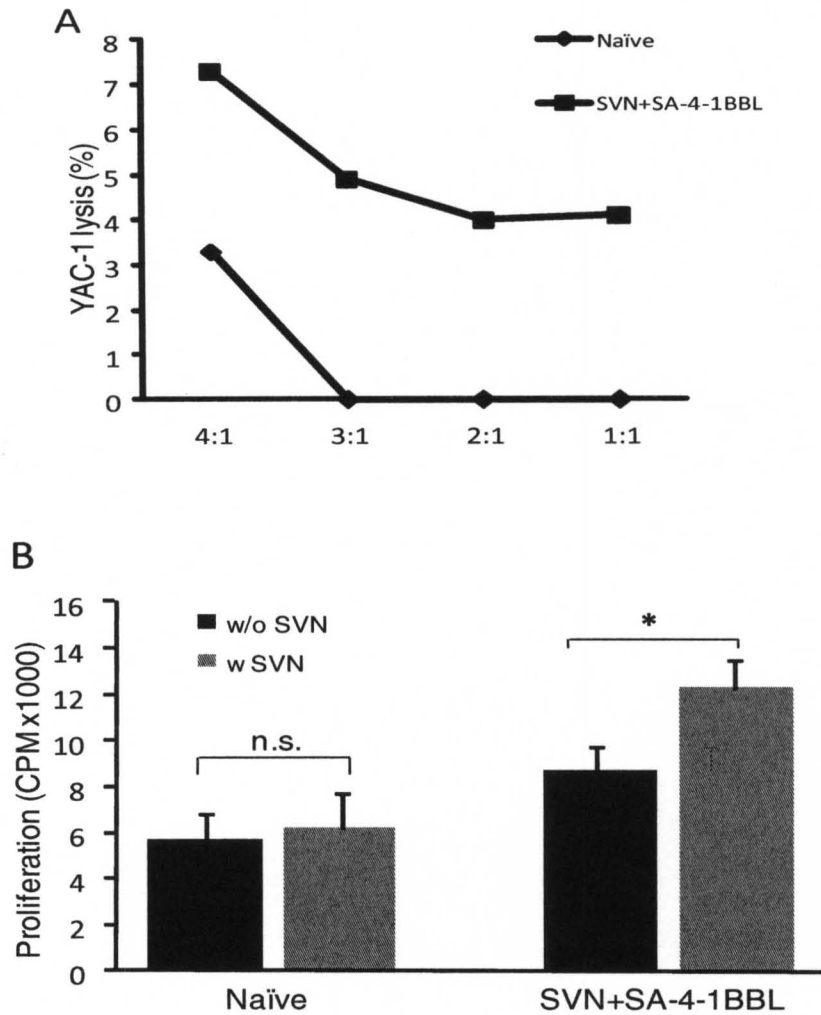 A
8
7
6
5
4
3
2
1
0
YAC-1 lysis (%)
Naïve
SVN+SA-4-1BBL
4:1 3:1 2:1 1:1
B
16
14
12
10
8
6
4
2
0
Proliferation (CPM x1000)
w/o SVN
w SVN
n.s.
*
Naïve SVN+SA-4-1BBL